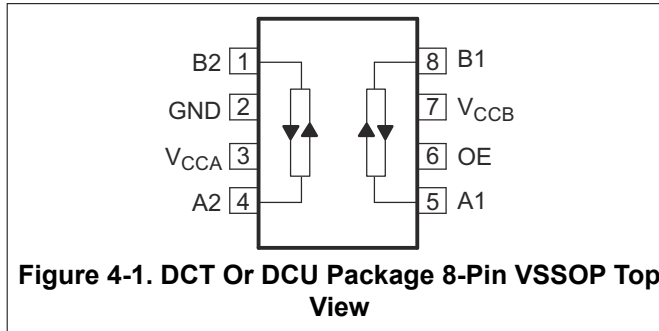 B2 1 8 B1
GND 2 7 VCCB
VCCA 3 6 OE
A2 4 5 A1
Figure 4-1. DCT Or DCU Package 8-Pin VSSOP Top
View